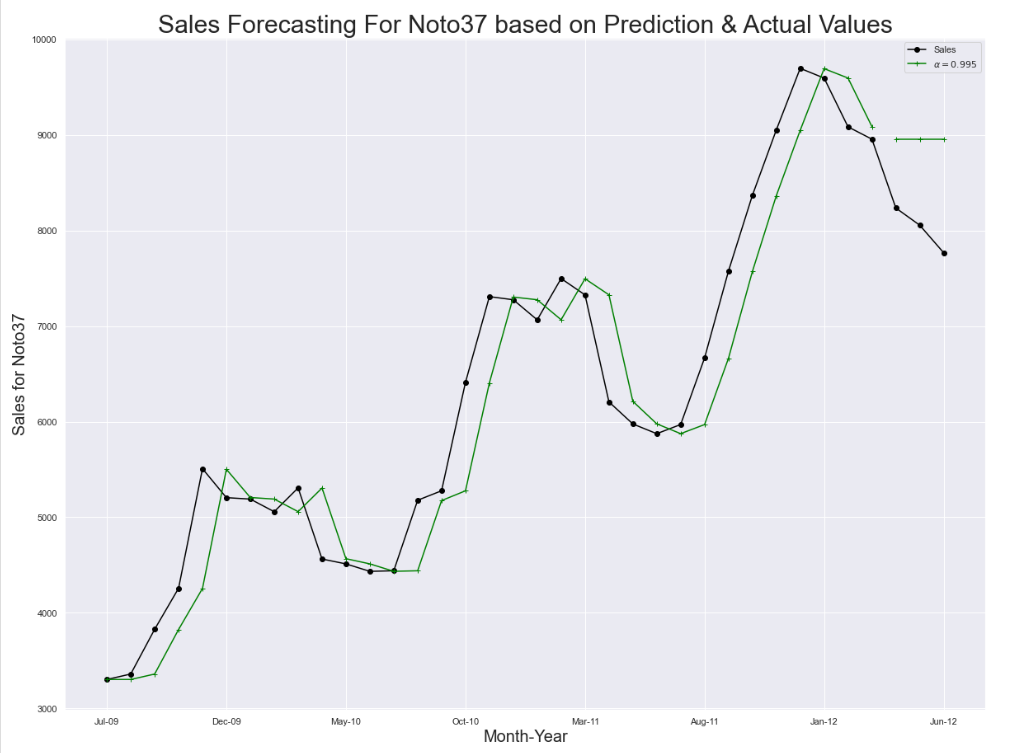 Sales Forecasting For Noto37 based on Prediction & Actual Values
10000
Sales
α = 0.995
9000
8000
7000
Sales for Noto37
6000
5000
4000
3000
Jul-09 Dec-09 May-10 Oct-10 Mar-11 Aug-11 Jan-12 Jun-12
Month-Year